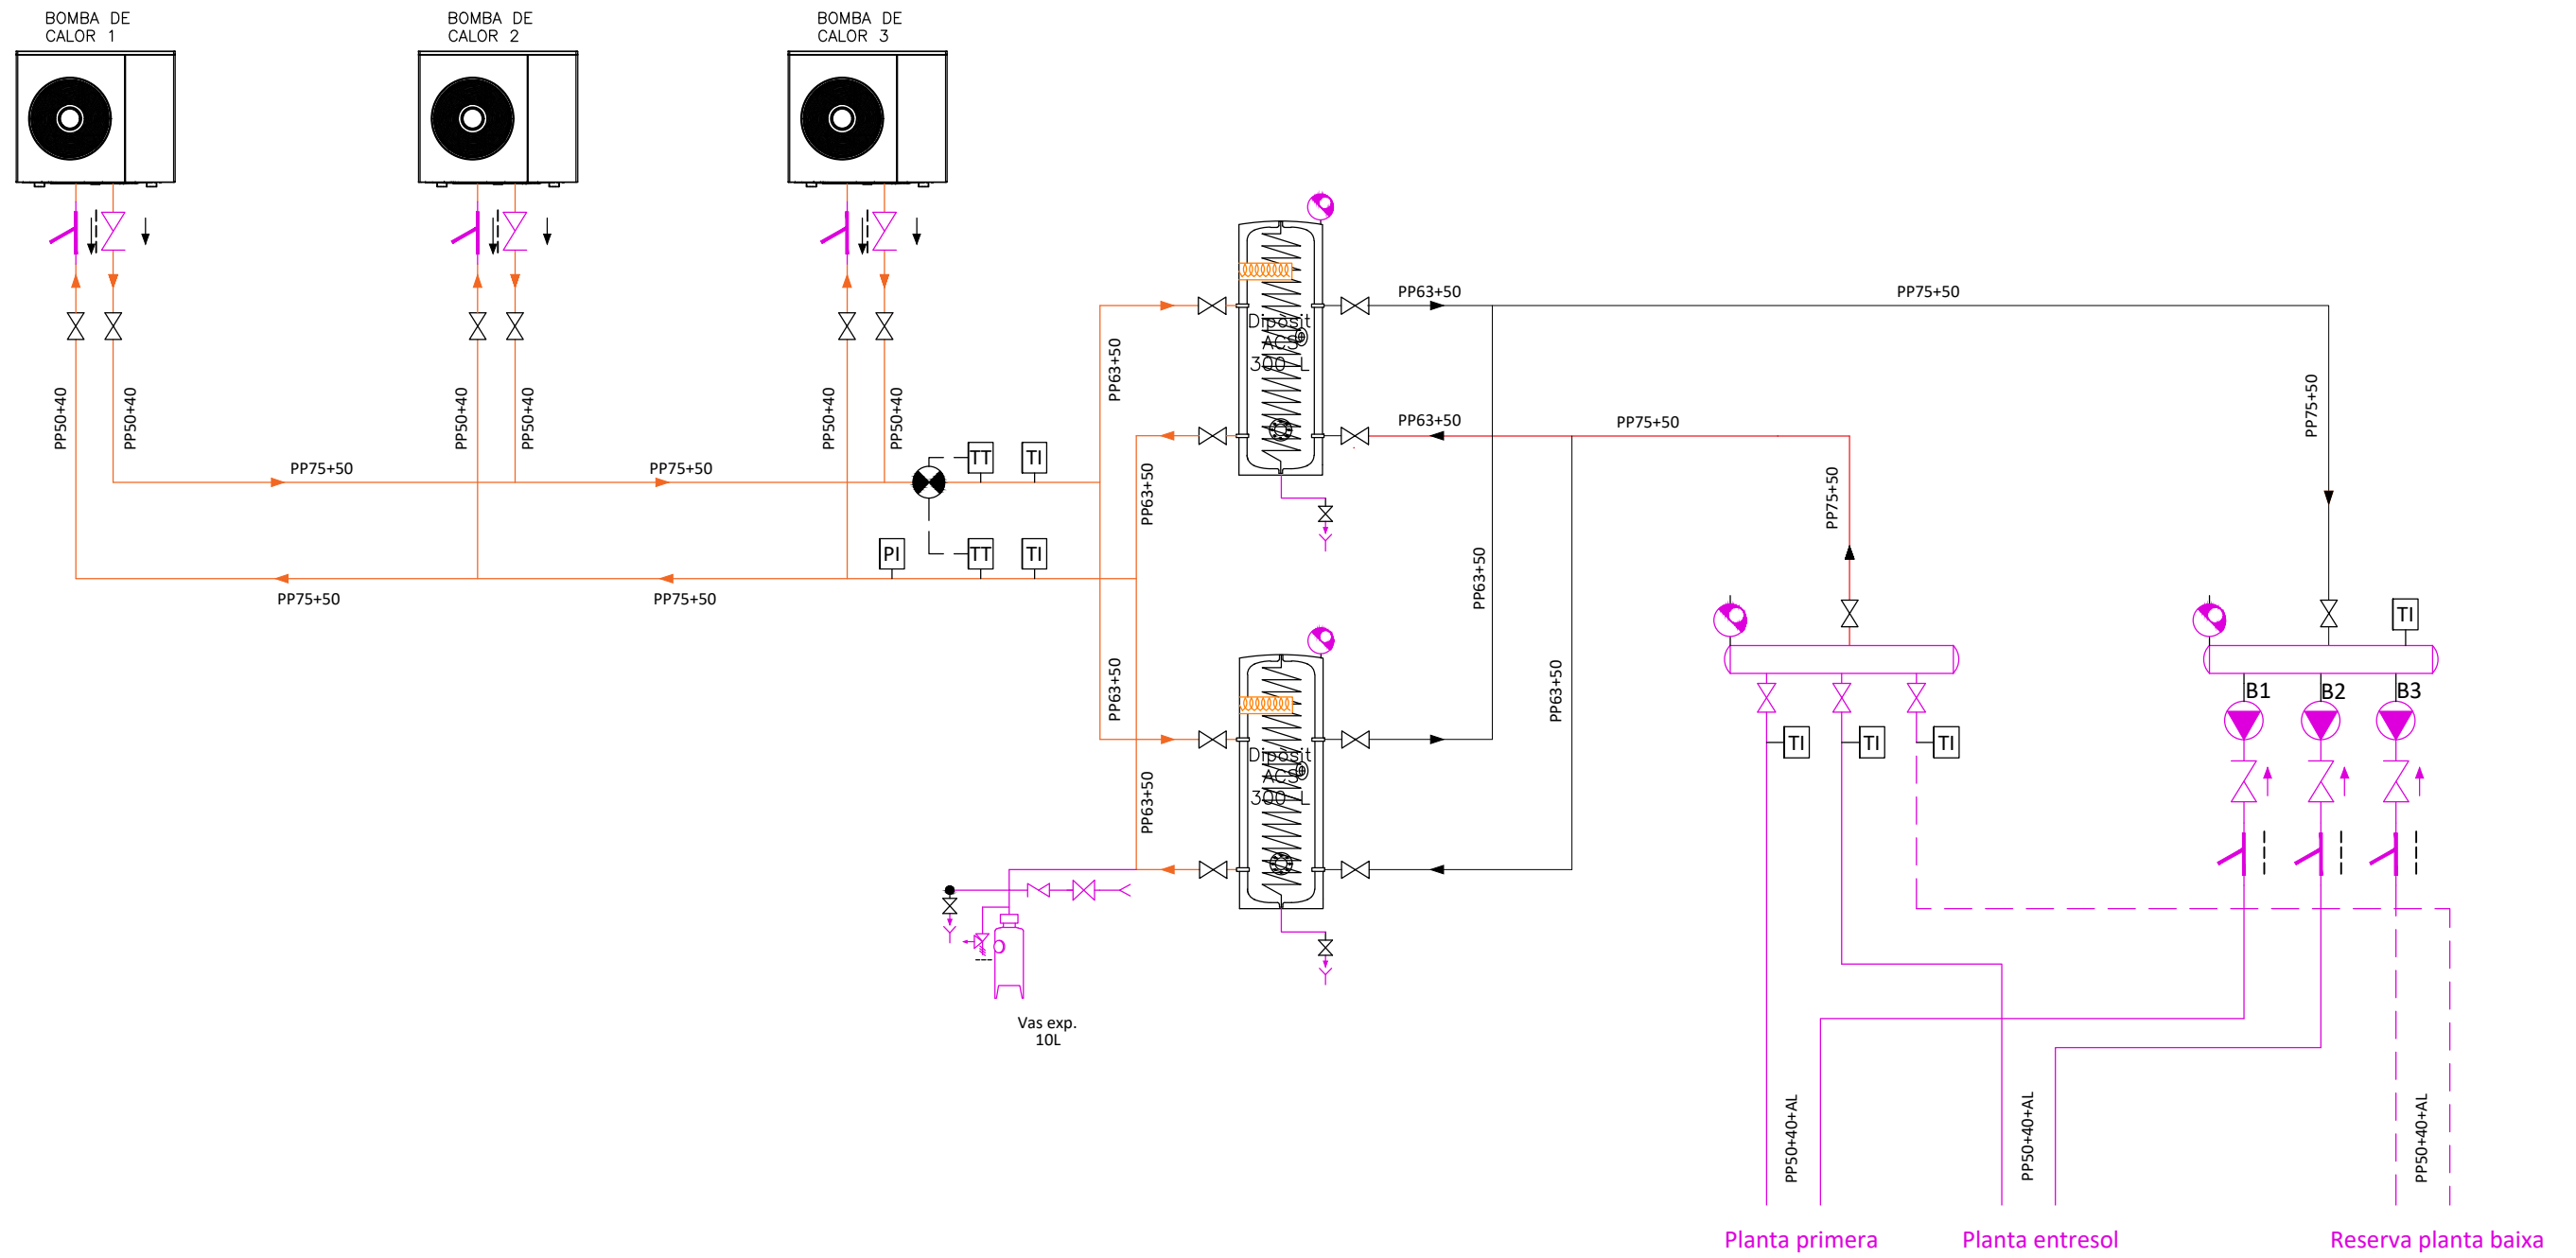 BOMBA DE
CALOR 1
BOMBA DE
CALOR 2
BOMBA DE
CALOR 3
PP50+40
PP50+40
PP50+40
PP50+40
PP50+40
PP50+40
PP75+50
PP75+50
TT
TI
PI
TT
TI
PP75+50
PP75+50
PP63+50
PP63+50
PP63+50
PP63+50
Diposit
ACS
300 L
PP63+50
PP75+50
PP63+50
PP75+50
PP75+50
PP75+50
PP63+50
PP63+50
Diposit
ACS
300 L
Vas exp.
10L
TI
B1
B2
B3
TI
TI
TI
PP50+40+AL
PP50+40+AL
PP50+40+AL
Planta primera
Planta entresol
Reserva planta baixa